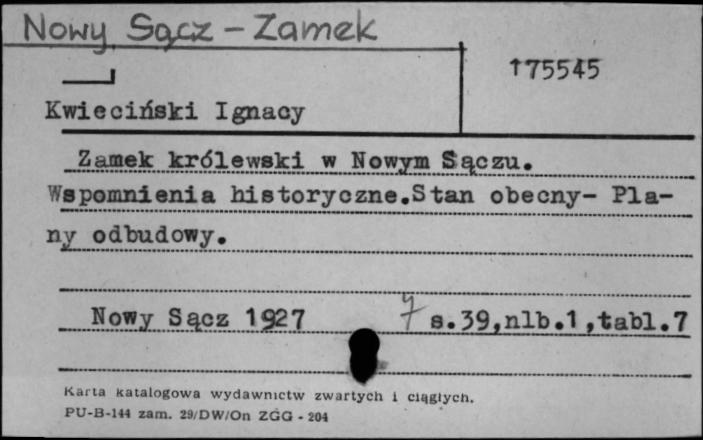 Nowy Sącz - Zamek
175545
Kwieciński Ignacy
Zamek królewski w Nowym Sączu.
Wspomnienia historyczne.Stan obecny- Pla-
ny odbudowy.
Nowy Sącz 1927 s.39,nlb.1,tabl.7
Karta katalogowa wydawnictw zwartych i ciągłych.
PU-B-144 zam. 29/DW/On ZGG - 204